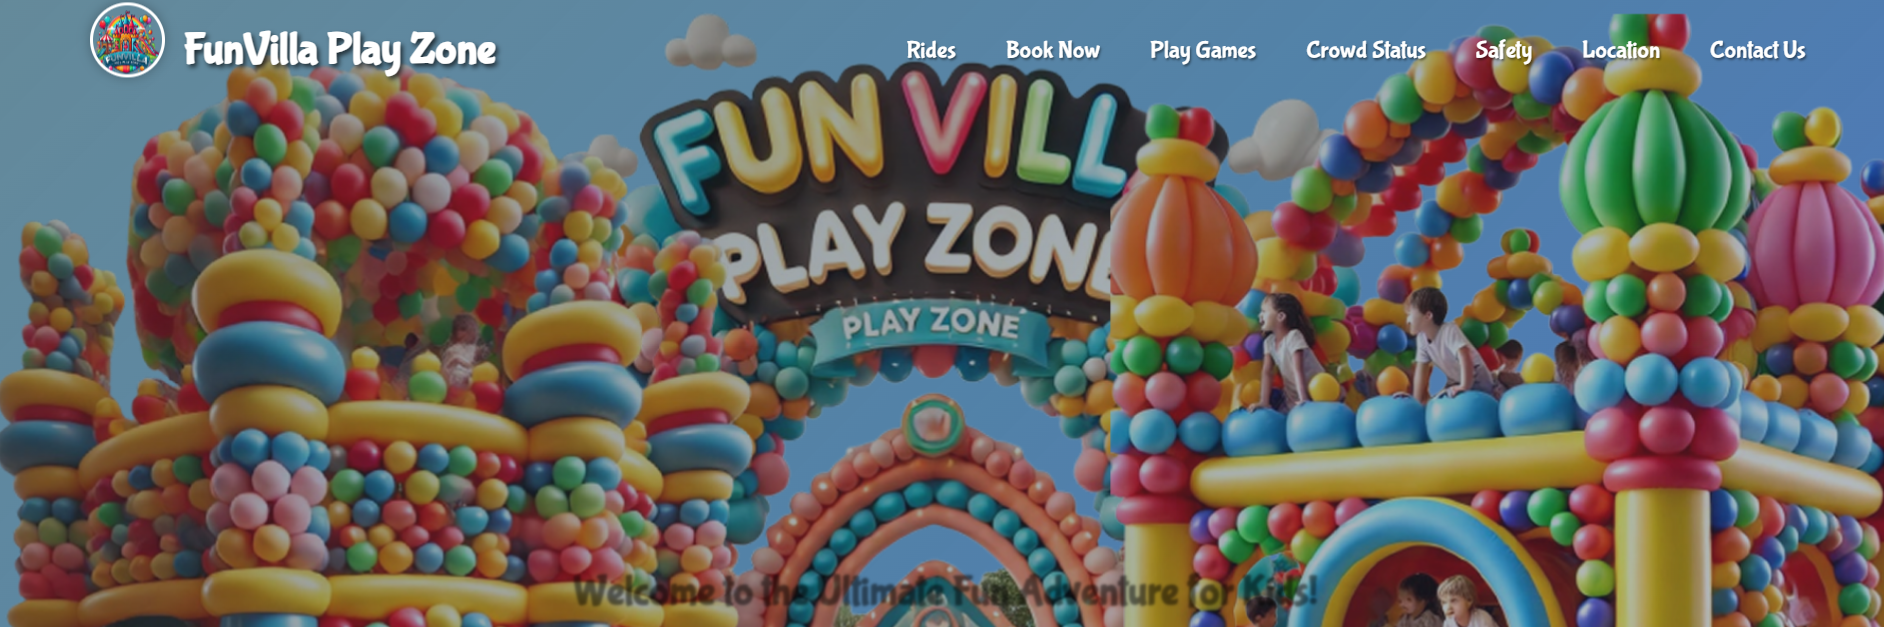 FunVilla Play Zone
Rides
Book Now
Play Games
Crowd Status
Safety
Location
Contact Us
FUN VILL
PLAY ZONE
PLAY ZONE
Welcome to the Ultimate Fun Adventure for Kids!